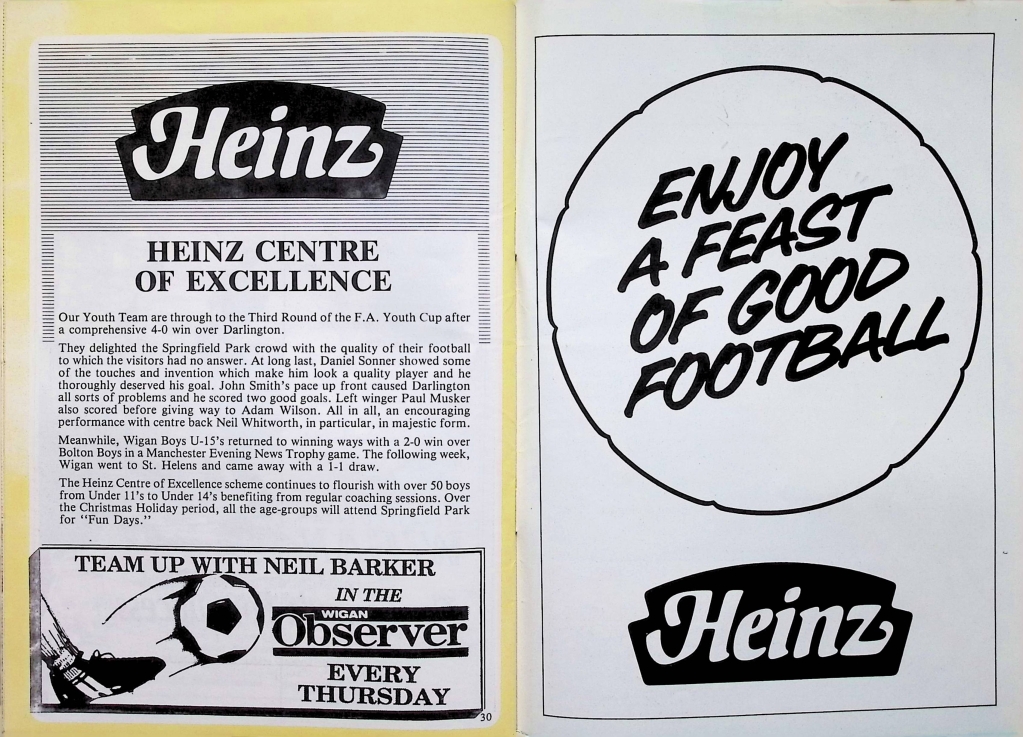 Heinz
HEINZ CENTRE
OF EXCELLENCE
Our Youth Team are through to the Third Round of the F.A. Youth Cup after
a comprehensive 4-0 win over Darlington.
They delighted the Springfield Park crowd with the quality of their football
to which the visitors had no answer. At long last, Daniel Sonner showed some
of the touches and invention which make him look a quality player and he
thoroughly deserved his goal. John Smith's pace up front caused Darlington
all sorts of problems and he scored two good goals. Left winger Paul Musker
also scored before giving way to Adam Wilson. All in all, an encouraging
performance with centre back Neil Whitworth, in particular, in majestic form.
Meanwhile, Wigan Boys U-15's returned to winning ways with a 2-0 win over
Bolton Boys in a Manchester Evening News Trophy game. The following week,
Wigan went to St. Helens and came away with a 1-1 draw.
The Heinz Centre of Excellence scheme continues to flourish with over 50 boys
from Under 11's to Under 14's benefiting from regular coaching sessions. Over
the Christmas Holiday period, all the age-groups will attend Springfield Park
for "Fun Days."
TEAM UP WITH NEIL BARKER
IN THE
WIGAN
Observer
EVERY
THURSDAY
30
ENJOY
A FEAST
OF GOOD
FOOTBALL
Heinz